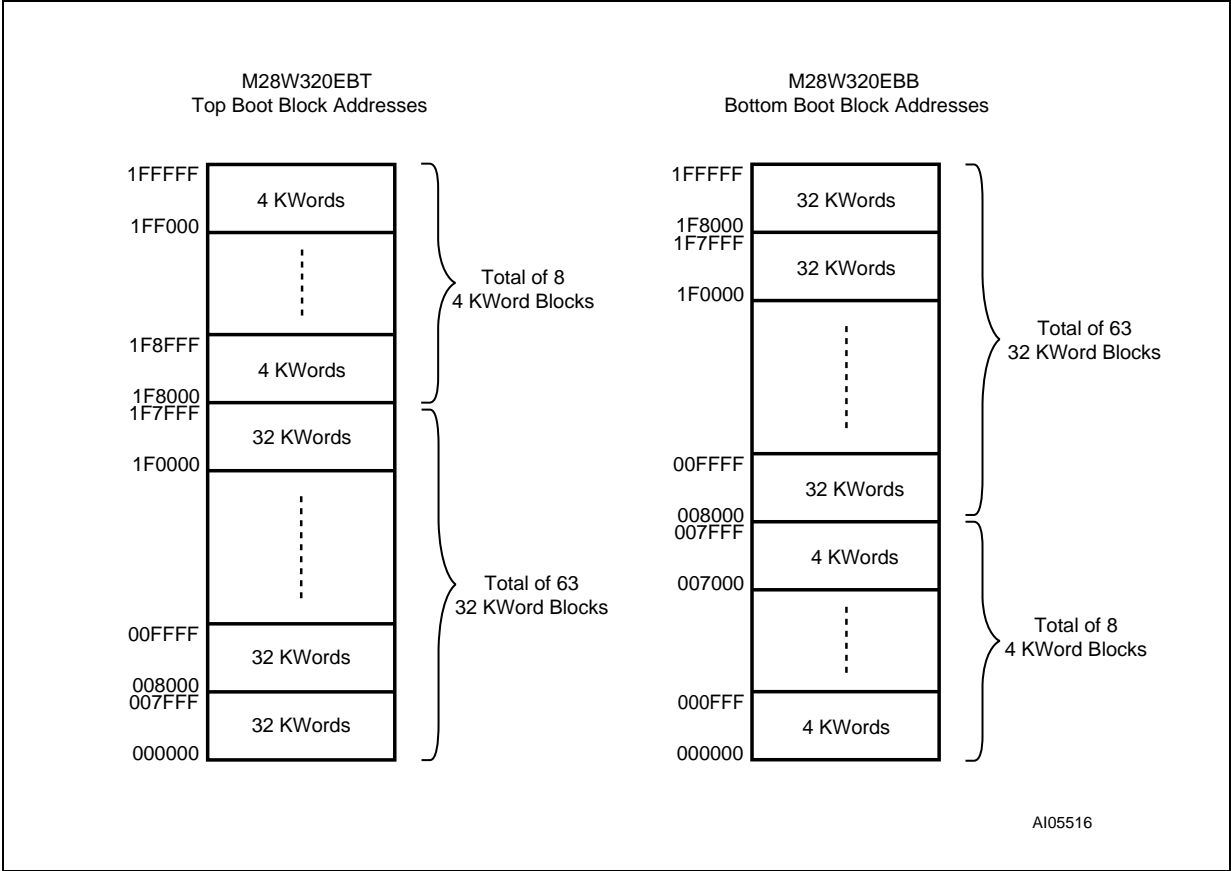 M28W320EBT
Top Boot Block Addresses
1FFFFF
4 KWords
1FF000
Total of 8
4 KWord Blocks
1F8FFF
4 KWords
1F8000
1F7FFF
32 KWords
1F0000
Total of 63
32 KWord Blocks
00FFFF
32 KWords
008000
007FFF
32 KWords
000000
M28W320EBB
Bottom Boot Block Addresses
1FFFFF
32 KWords
1F8000
1F7FFF
32 KWords
1F0000
Total of 63
32 KWord Blocks
00FFFF
32 KWords
008000
007FFF
4 KWords
007000
Total of 8
4 KWord Blocks
000FFF
4 KWords
000000
AI05516